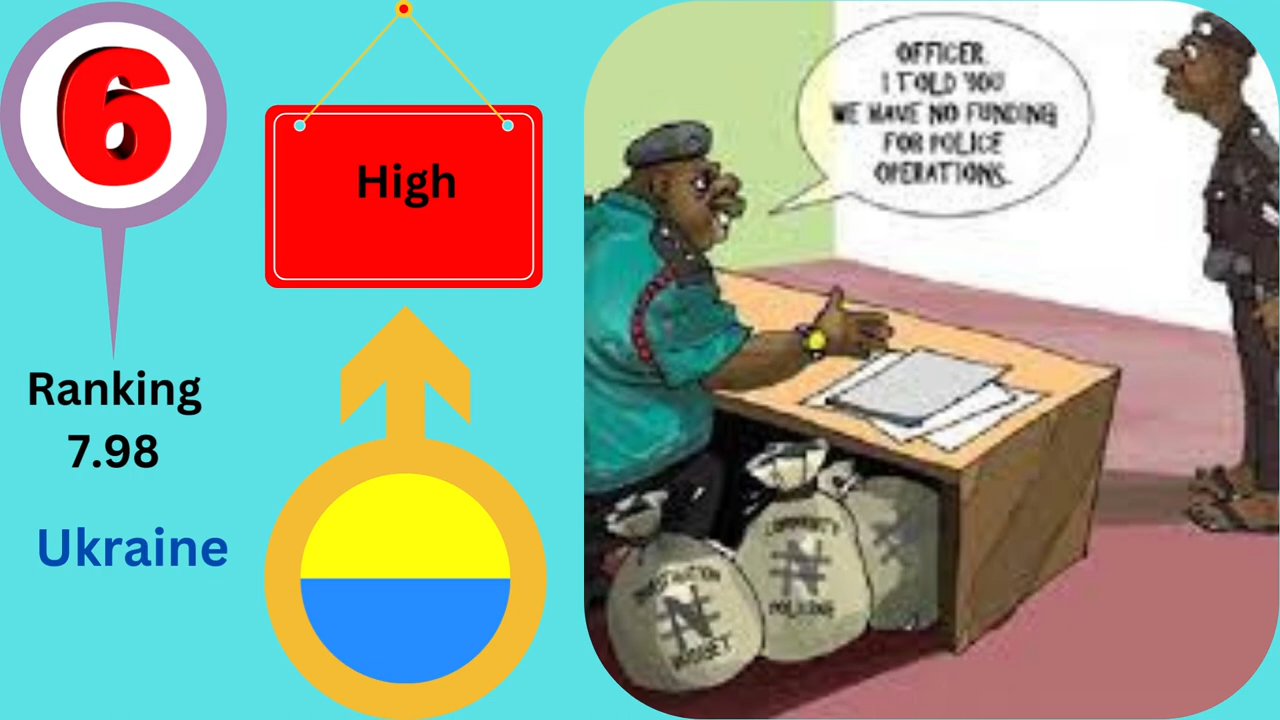 6
Ranking
7.98
Ukraine
High
OFFICER.
I TOLD YOU
WE HAVE NO FUNDING
FOR POLICE
OPERATIONS.
₦
BUDGET
COMMUNITY
₦
POLICING
₦